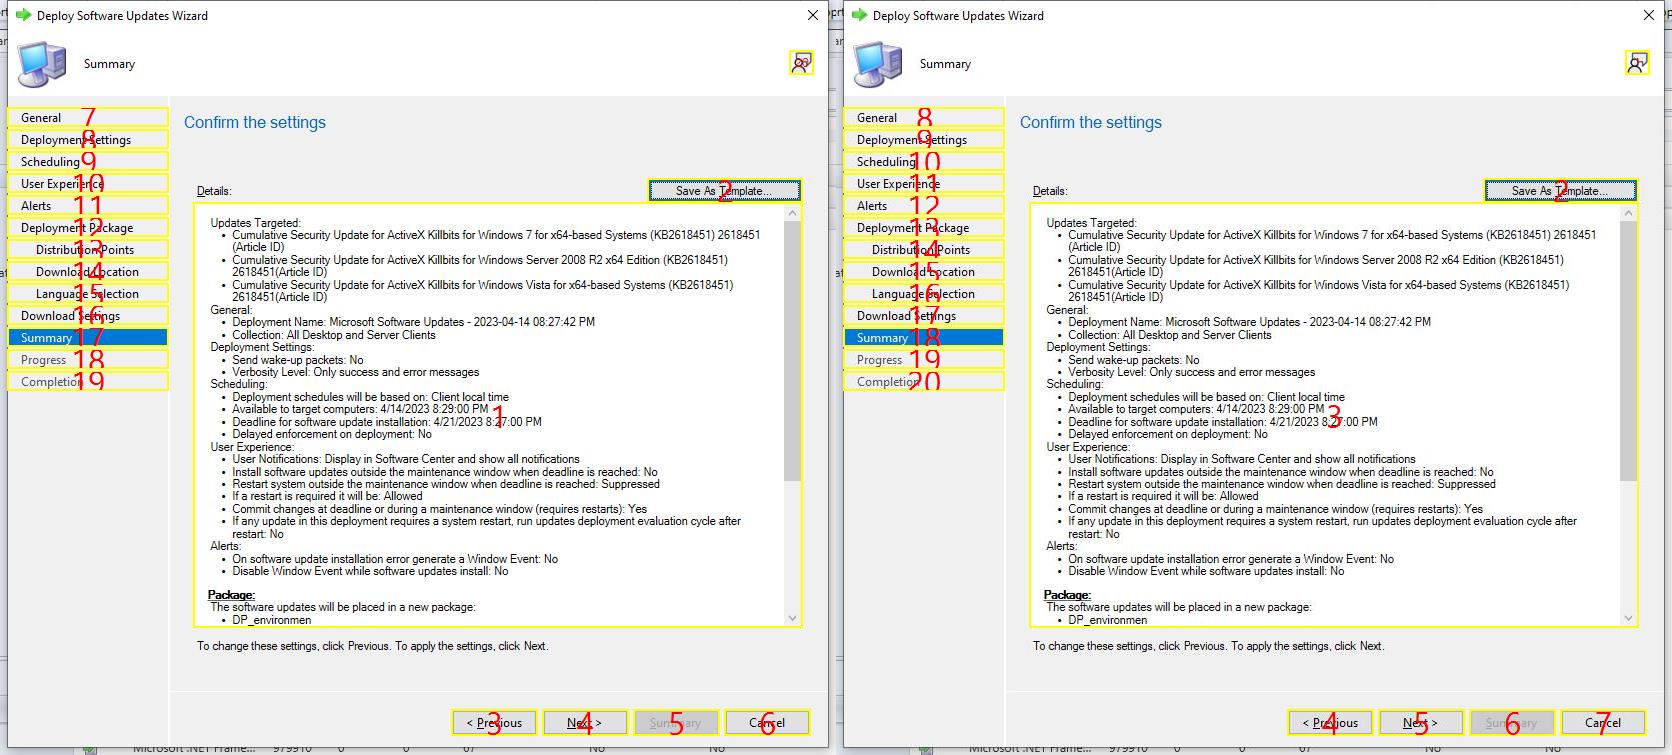 Deploy Software Updates Wizard
Summary
20
General 7
Deployment Settings 8
Scheduling 9
User Experience 10
Alerts 11
Deployment Package 12
Distribution Points 13
Download Location 14
Language Selection 15
Download Settings 16
Summary 17
Progress 18
Completion 19
Confirm the settings
Details:
Save As Template... 2
Updates Targeted:
• Cumulative Security Update for ActiveX Killbits for Windows 7 for x64-based Systems (KB2618451) 2618451
(Article ID)
• Cumulative Security Update for ActiveX Killbits for Windows Server 2008 R2 x64 Edition (KB2618451)
2618451(Article ID)
• Cumulative Security Update for ActiveX Killbits for Windows Vista for x64-based Systems (KB2618451)
2618451(Article ID)
General:
• Deployment Name: Microsoft Software Updates - 2023-04-14 08:27:42 PM
• Collection: All Desktop and Server Clients
Deployment Settings:
• Send wake-up packets: No
• Verbosity Level: Only success and error messages
Scheduling:
• Deployment schedules will be based on: Client local time
• Available to target computers: 4/14/2023 8:29:00 PM
1
• Deadline for software update installation: 4/21/2023 8:27:00 PM
• Delayed enforcement on deployment: No
User Experience:
• User Notifications: Display in Software Center and show all notifications
• Install software updates outside the maintenance window when deadline is reached: No
• Restart system outside the maintenance window when deadline is reached: Suppressed
• If a restart is required it will be: Allowed
• Commit changes at deadline or during a maintenance window (requires restarts): Yes
• If any update in this deployment requires a system restart, run updates deployment evaluation cycle after
restart: No
Alerts:
• On software update installation error generate a Window Event: No
• Disable Window Event while software updates install: No
Package:
The software updates will be placed in a new package:
• DP_environmen
To change these settings, click Previous. To apply the settings, click Next.
< Previous 3
Next > 4
Summary 5
Cancel 6
Microsoft .NET Frame... 979910 0 0 67 No No
Deploy Software Updates Wizard
Summary
General 8
Deployment Settings 9
Scheduling 10
User Experience 11
Alerts 12
Deployment Package 13
Distribution Points 14
Download Location 15
Language Selection 16
Download Settings 17
Summary 18
Progress 19
Completion 20
Confirm the settings
Details:
Save As Template... 2
Updates Targeted:
• Cumulative Security Update for ActiveX Killbits for Windows 7 for x64-based Systems (KB2618451) 2618451
(Article ID)
• Cumulative Security Update for ActiveX Killbits for Windows Server 2008 R2 x64 Edition (KB2618451)
2618451(Article ID)
• Cumulative Security Update for ActiveX Killbits for Windows Vista for x64-based Systems (KB2618451)
2618451(Article ID)
General:
• Deployment Name: Microsoft Software Updates - 2023-04-14 08:27:42 PM
• Collection: All Desktop and Server Clients
Deployment Settings:
• Send wake-up packets: No
• Verbosity Level: Only success and error messages
Scheduling:
• Deployment schedules will be based on: Client local time
• Available to target computers: 4/14/2023 8:29:00 PM
3
• Deadline for software update installation: 4/21/2023 8:27:00 PM
• Delayed enforcement on deployment: No
User Experience:
• User Notifications: Display in Software Center and show all notifications
• Install software updates outside the maintenance window when deadline is reached: No
• Restart system outside the maintenance window when deadline is reached: Suppressed
• If a restart is required it will be: Allowed
• Commit changes at deadline or during a maintenance window (requires restarts): Yes
• If any update in this deployment requires a system restart, run updates deployment evaluation cycle after
restart: No
Alerts:
• On software update installation error generate a Window Event: No
• Disable Window Event while software updates install: No
Package:
The software updates will be placed in a new package:
• DP_environmen
To change these settings, click Previous. To apply the settings, click Next.
< Previous 4
Next > 5
Summary 6
Cancel 7
Microsoft .NET Frame... 979910 0 0 67 No No